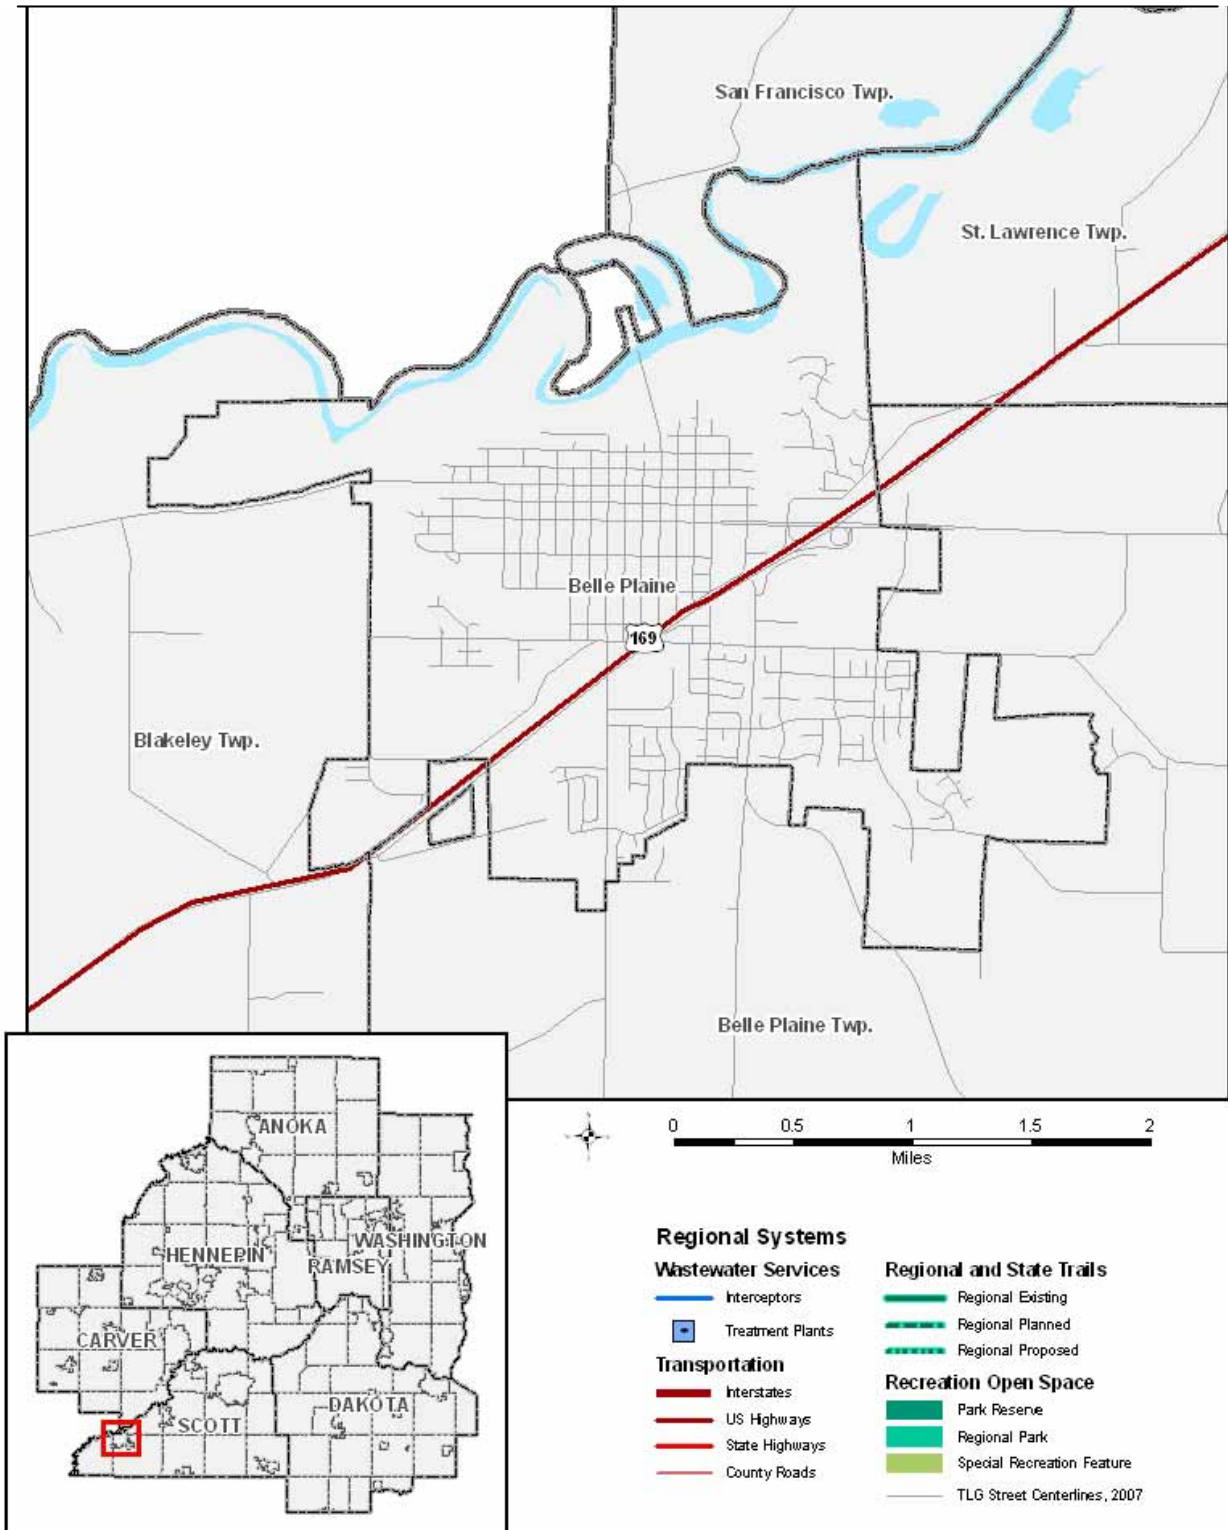 San Francisco Twp.
St. Lawrence Twp.
Belle Plaine
169
Blakeley Twp.
Belle Plaine Twp.
ANOKA
HENNEPIN
WASHINGTON
RAMSEY
CARVER
SCOTT
DAKOTA
0 0.5 1 1.5 2
Miles
Regional Systems
Wastewater Services
Interceptors
Treatment Plants
Transportation
Interstates
US Highways
State Highways
County Roads
Regional and State Trails
Regional Existing
Regional Planned
Regional Proposed
Recreation Open Space
Park Reserve
Regional Park
Special Recreation Feature
TLG Street Centerlines, 2007